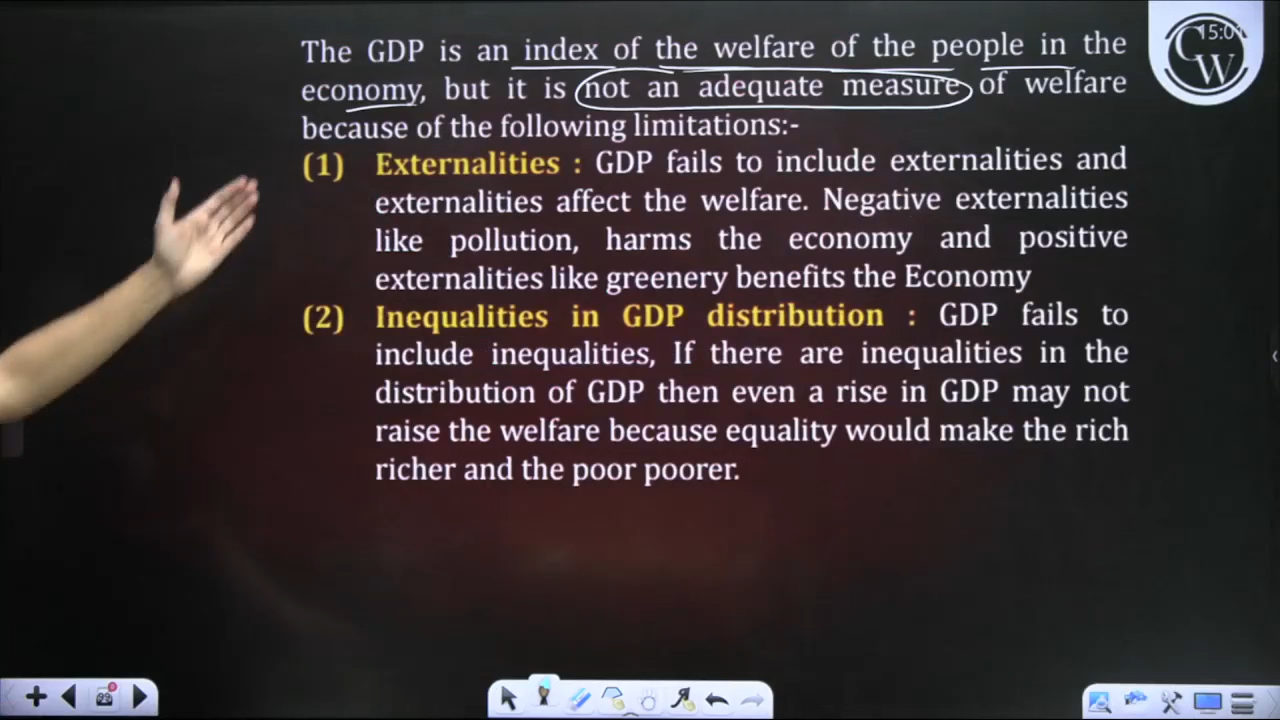 The GDP is an index of the welfare of the people in the
economy, but it is not an adequate measure of welfare
because of the following limitations:-
(1) Externalities : GDP fails to include externalities and
externalities affect the welfare. Negative externalities
like pollution, harms the economy and positive
externalities like greenery benefits the Economy
(2) Inequalities in GDP distribution : GDP fails to
include inequalities, If there are inequalities in the
distribution of GDP then even a rise in GDP may not
raise the welfare because equality would make the rich
richer and the poor poorer.
CW
99